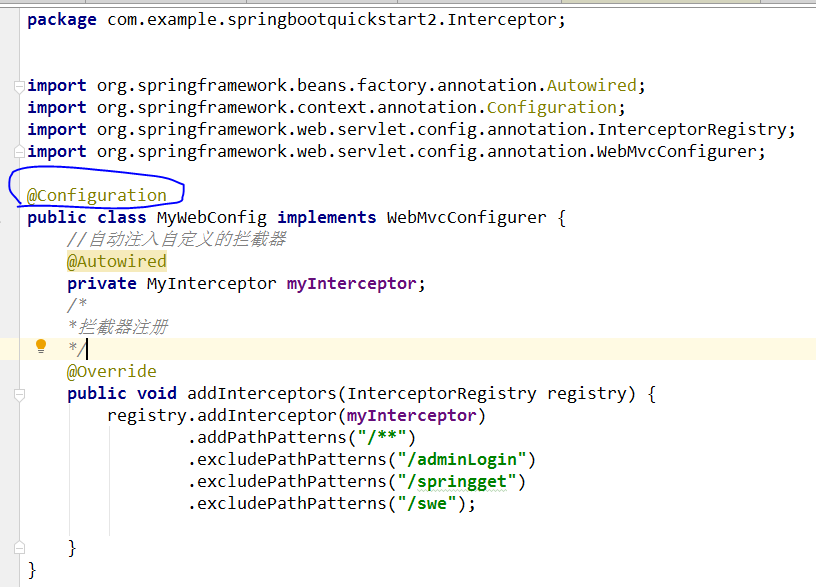 package com.example.springbootquickstart2.Interceptor;
import org.springframework.beans.factory.annotation.Autowired;
import org.springframework.context.annotation.Configuration;
import org.springframework.web.servlet.config.annotation.InterceptorRegistry;
import org.springframework.web.servlet.config.annotation.WebMvcConfigurer;
@Configuration
public class MyWebConfig implements WebMvcConfigurer {
//自动注入自定义的拦截器
@Autowired
private MyInterceptor myInterceptor;
/*
*拦截器注册
*/
@Override
public void addInterceptors(InterceptorRegistry registry) {
registry.addInterceptor(myInterceptor)
.addPathPatterns("/**")
.excludePathPatterns("/adminLogin")
.excludePathPatterns("/springget")
.excludePathPatterns("/swe");
}
}